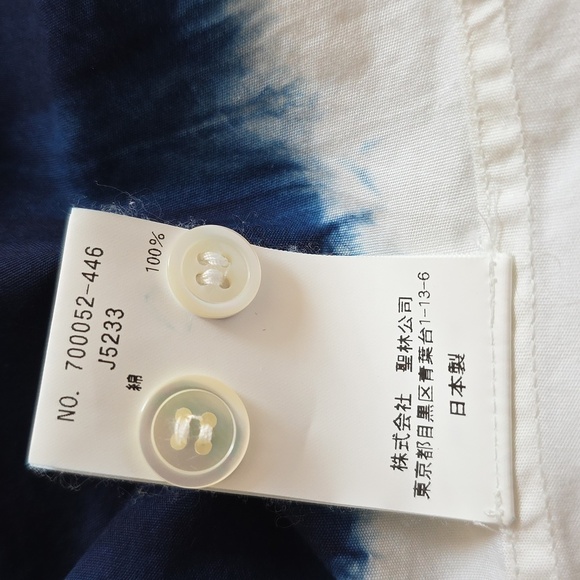 NO. 700052-446
J5233
綿 100%
株式会社 聖林公司
東京都目黒区青葉台1-13-6
日本製